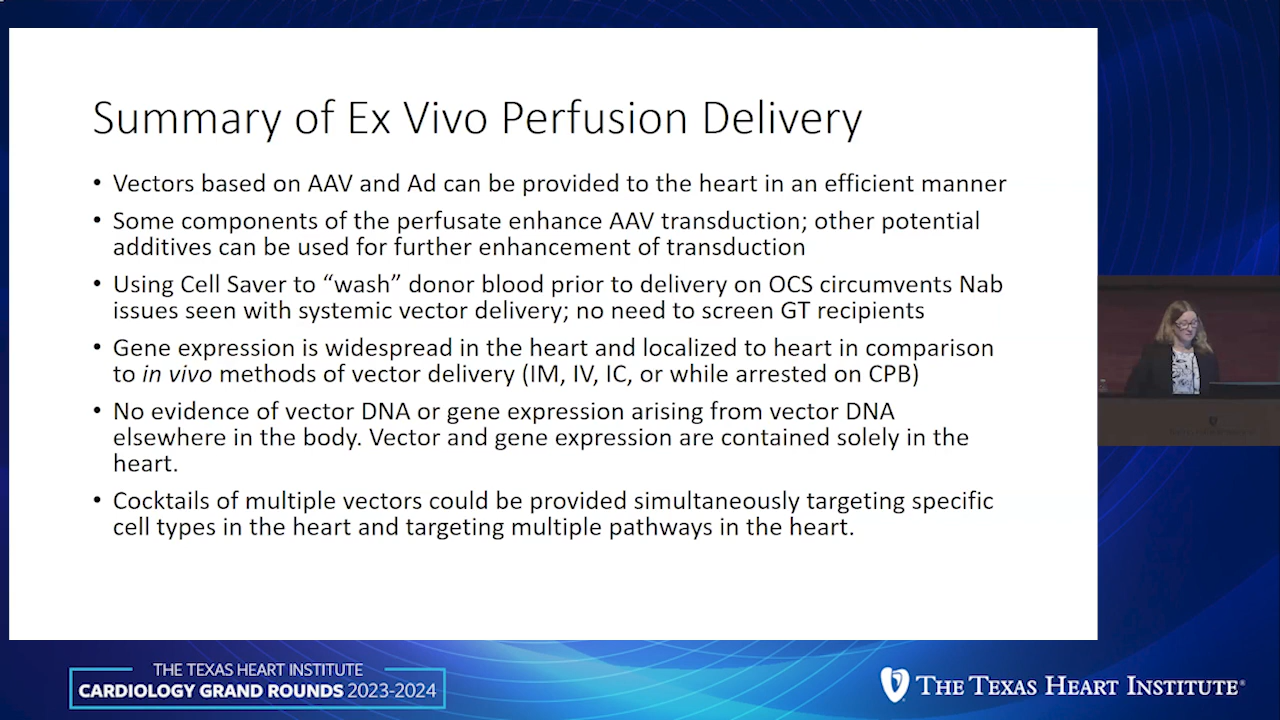 Summary of Ex Vivo Perfusion Delivery
• Vectors based on AAV and Ad can be provided to the heart in an efficient manner
• Some components of the perfusate enhance AAV transduction; other potential
additives can be used for further enhancement of transduction
• Using Cell Saver to “wash” donor blood prior to delivery on OCS circumvents Nab
issues seen with systemic vector delivery; no need to screen GT recipients
• Gene expression is widespread in the heart and localized to heart in comparison
to in vivo methods of vector delivery (IM, IV, IC, or while arrested on CPB)
• No evidence of vector DNA or gene expression arising from vector DNA
elsewhere in the body. Vector and gene expression are contained solely in the
heart.
• Cocktails of multiple vectors could be provided simultaneously targeting specific
cell types in the heart and targeting multiple pathways in the heart.
THE TEXAS HEART INSTITUTE
CARDIOLOGY GRAND ROUNDS 2023-2024
THE TEXAS HEART INSTITUTE®